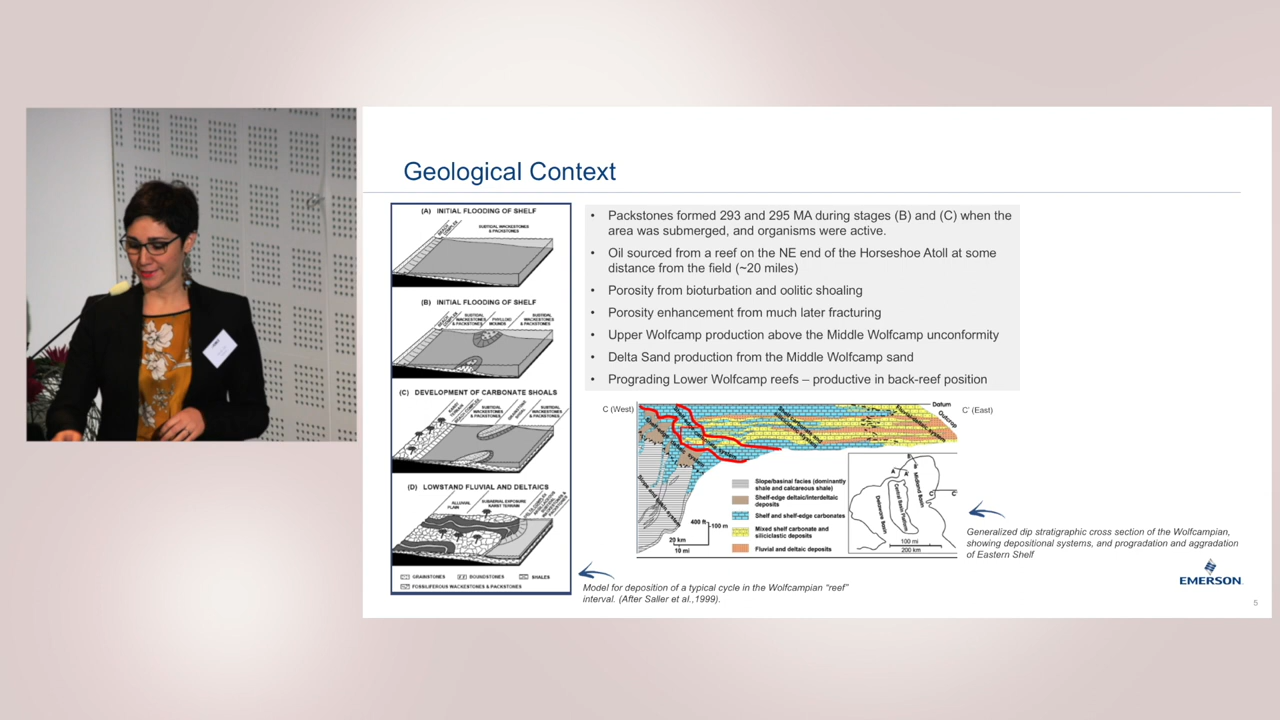 Geological Context
(A) INITIAL FLOODING OF SHELF
SUBTIDAL WACKESTONES
& PACKSTONES
(B) INITIAL FLOODING OF SHELF
SUBTIDAL
WACKESTONES
& PACKSTONES
PHYLLOID
MOUNDS
SUBTIDAL
WACKESTONES
& PACKSTONES
(C) DEVELOPMENT OF CARBONATE SHOALS
SUBTIDAL
WACKESTONES
& PACKSTONES
SUBTIDAL
WACKESTONES
& PACKSTONES
(D) LOWSTAND FLUVIAL AND DELTAICS
ALLUVIAL
PLAIN
SUBAERIAL EXPOSURE
KARST TERRAIN
GRAINSTONES BOUNDSTONES SHALES
FOSSILIFEROUS WACKESTONES & PACKSTONES
• Packstones formed 293 and 295 MA during stages (B) and (C) when the
area was submerged, and organisms were active.
• Oil sourced from a reef on the NE end of the Horseshoe Atoll at some
distance from the field (~20 miles)
• Porosity from bioturbation and oolitic shoaling
• Porosity enhancement from much later fracturing
• Upper Wolfcamp production above the Middle Wolfcamp unconformity
• Delta Sand production from the Middle Wolfcamp sand
• Prograding Lower Wolfcamp reefs – productive in back-reef position
C (West)
Datum
C' (East)
Outcrop
Slope/basinal facies (dominantly
shale and calcareous shale)
Shelf-edge deltaic/interdeltaic
deposits
Shelf and shelf-edge carbonates
Mixed shelf carbonate and
siliciclastic deposits
Fluvial and deltaic deposits
400 ft
100 m
20 km
10 mi
Delaware Basin
Midland Basin
100 mi
200 km
Generalized dip stratigraphic cross section of the Wolfcampian,
showing depositional systems, and progradation and aggradation
of Eastern Shelf
Model for deposition of a typical cycle in the Wolfcampian “reef”
interval. (After Saller et al.,1999).
EMERSON
5